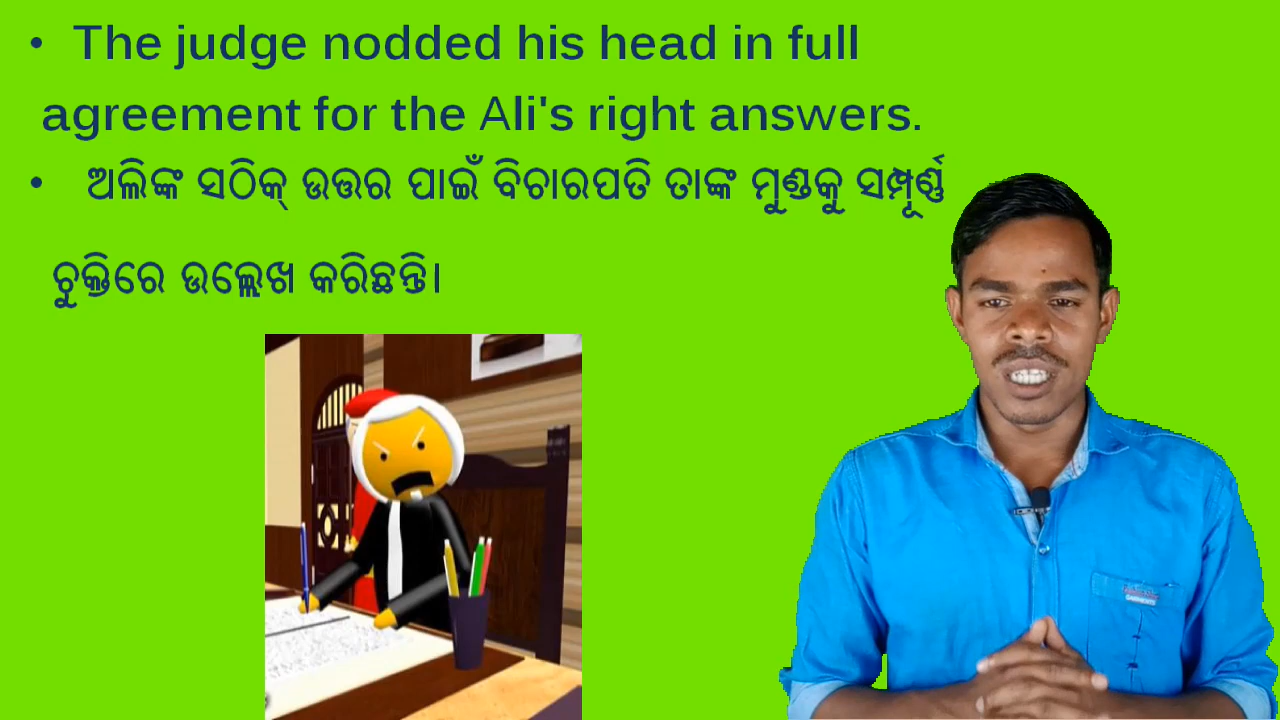 • The judge nodded his head in full
agreement for the Ali's right answers.
• ଅଲିଙ୍କ ସଠିକ୍ ଉତ୍ତର ପାଇଁ ବିଚାରପତି ତାଙ୍କ ମୁଣ୍ଡକୁ ସମ୍ପୂର୍ଣ୍ଣ
ଚୁକ୍ତିରେ ଉଲ୍ଲେଖ କରିଛନ୍ତି।